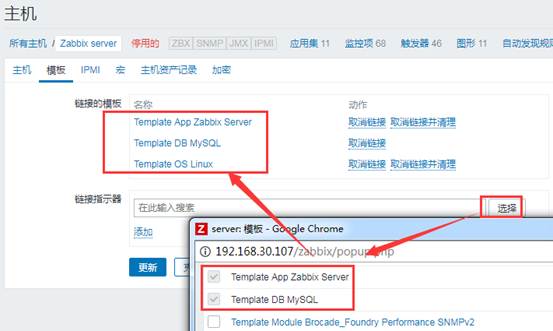 主机
所有主机 / Zabbix server 停用的 ZBX SNMP JMX IPMI 应用集 11 监控项 68 触发器 46 图形 11 自动发现规则
主机 模板 IPMI 宏 主机资产记录 加密
链接的模板 名称 动作
Template App Zabbix Server 取消链接 取消链接并清理
Template DB MySQL 取消链接
Template OS Linux 取消链接 取消链接并清理
链接指示器 在此输入搜索 选择
添加
更新
server: 模板 - Google Chrome
192.168.30.107/zabbix/popup.php
Template App Zabbix Server
Template DB MySQL
Template Module Brocade_Foundry Performance SNMPv2